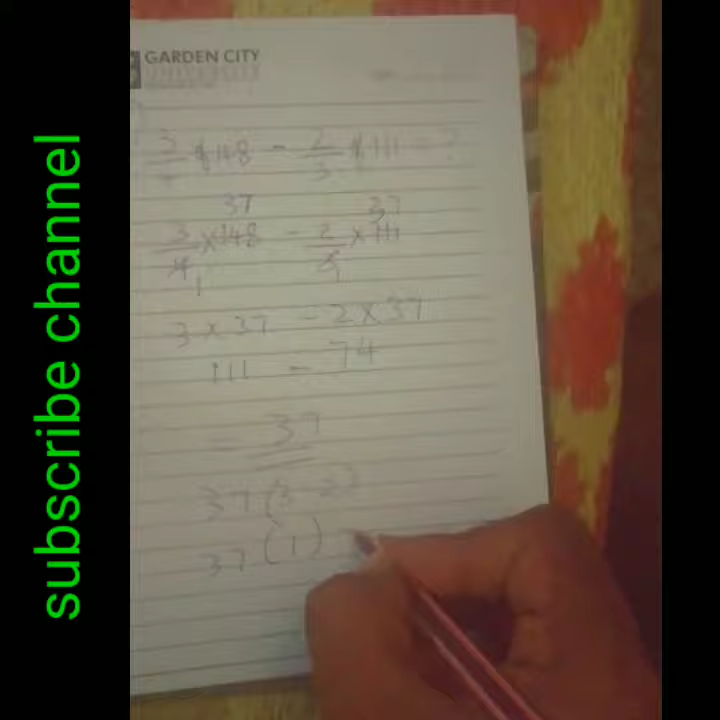 subscribe channel
GARDEN CITY
UNIVERSITY
3/4 of 148 - 2/3 of 111 = ?
37 37
3/4 x 148 - 2/3 x 111
1 1
3 x 37 - 2 x 37
111 - 74
= 37
37 (3-2)
37 (1)